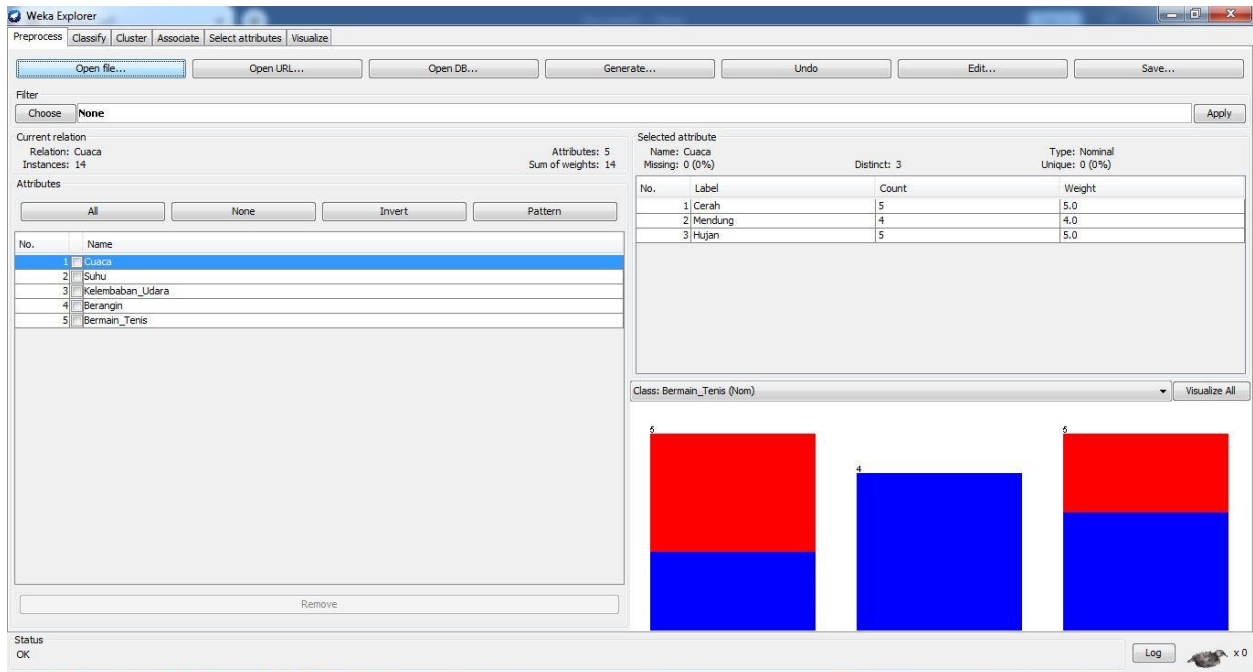 Weka Explorer
Preprocess Classify Cluster Associate Select attributes Visualize
Open file... Open URL... Open DB... Generate... Undo Edit... Save...
Filter
Choose None Apply
Current relation
Relation: Cuaca Attributes: 5
Instances: 14 Sum of weights: 14
Attributes
All None Invert Pattern
No. Name
1 Cuaca
2 Suhu
3 Kelembaban_Udara
4 Berangin
5 Bermain_Tenis
Remove
Selected attribute
Name: Cuaca Type: Nominal
Missing: 0 (0%) Distinct: 3 Unique: 0 (0%)
No. Label Count Weight
1 Cerah 5 5.0
2 Mendung 4 4.0
3 Hujan 5 5.0
Class: Bermain_Tenis (Nom) Visualize All
5 4 5
Status
OK Log x 0